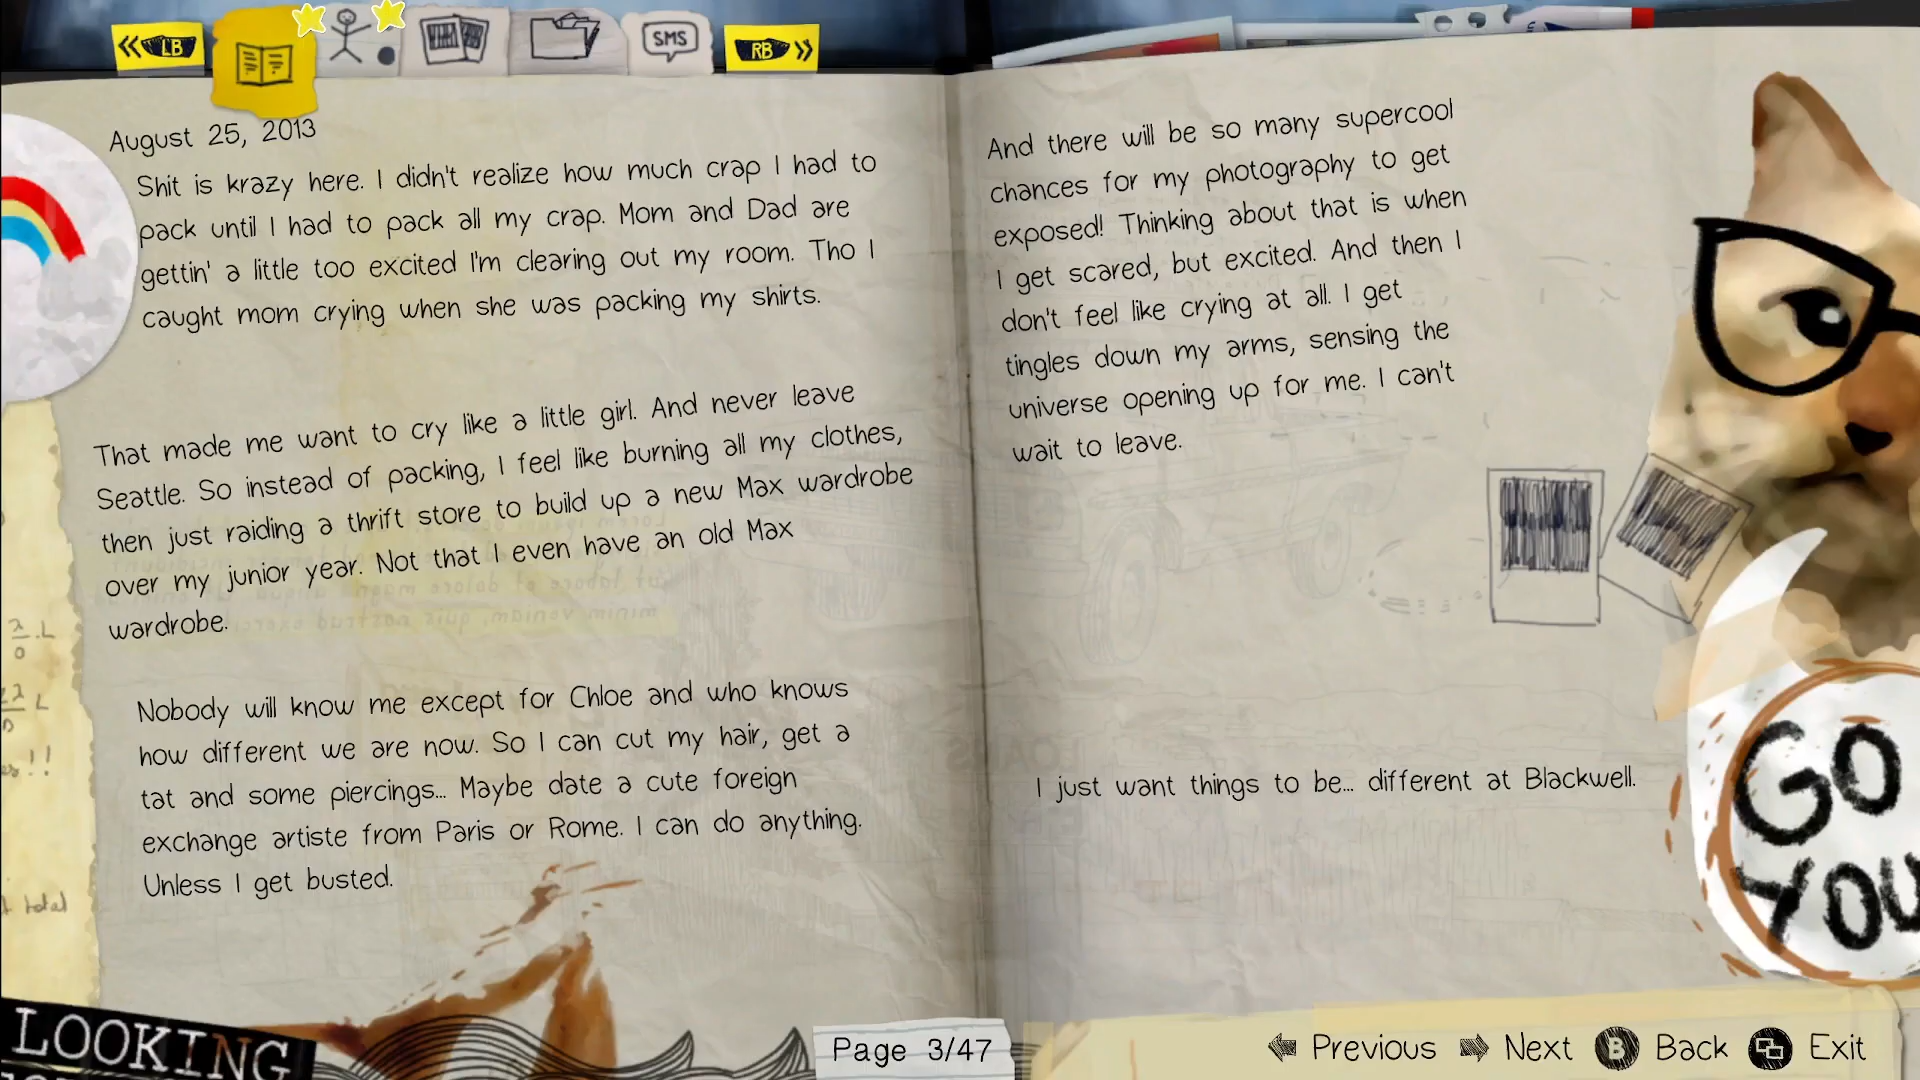 LB
SMS
RB
August 25, 2013
Shit is krazy here. I didn't realize how much crap I had to
pack until I had to pack all my crap. Mom and Dad are
gettin' a little too excited I'm clearing out my room. Tho I
caught mom crying when she was packing my shirts.
That made me want to cry like a little girl. And never leave
Seattle. So instead of packing, I feel like burning all my clothes,
then just raiding a thrift store to build up a new Max wardrobe
over my junior year. Not that I even have an old Max
wardrobe.
Nobody will know me except for Chloe and who knows
how different we are now. So I can cut my hair, get a
tat and some piercings... Maybe date a cute foreign
exchange artiste from Paris or Rome. I can do anything.
Unless I get busted.
And there will be so many supercool
chances for my photography to get
exposed! Thinking about that is when
I get scared, but excited. And then I
don't feel like crying at all. I get
tingles down my arms, sensing the
universe opening up for me. I can't
wait to leave.
I just want things to be... different at Blackwell.
GO
YOU
total
LOOKING
Page 3/47
Previous
Next
B Back
Exit